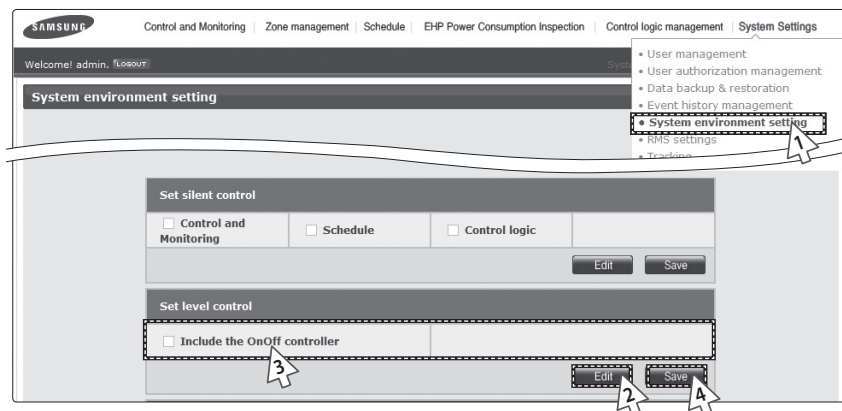 SAMSUNG
Control and Monitoring Zone management Schedule EHP Power Consumption Inspection Control logic management System Settings
Welcome! admin. LOGOUT
• User management
• User authorization management
• Data backup & restoration
• Event history management
• System environment setting
• RMS settings
• Tracking
System environment setting
1
Set silent control
Control and Monitoring
Schedule
Control logic
Edit Save
Set level control
Include the OnOff controller
3
Edit Save
2 4